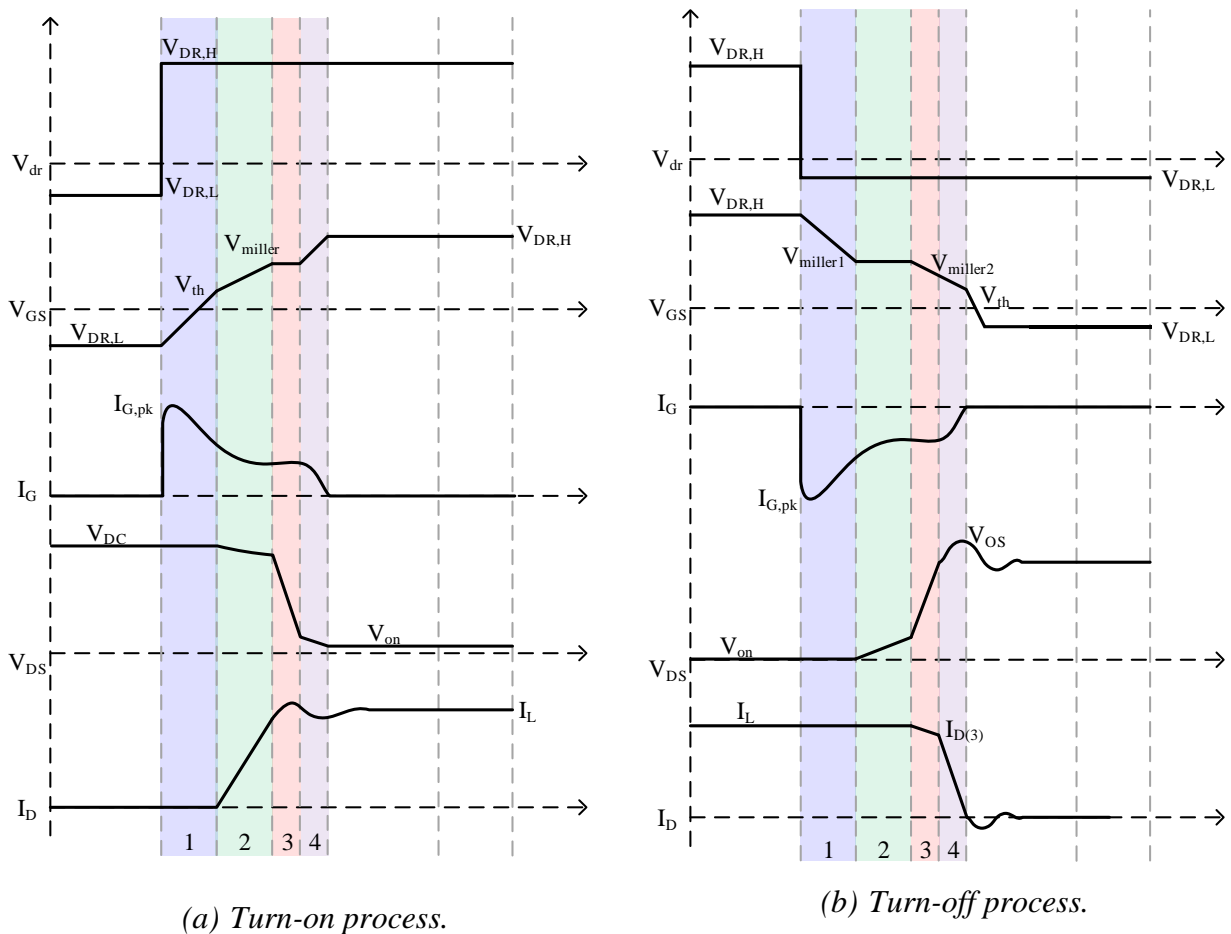 V_DR,H
V_dr
V_DR,L
V_miller
V_DR,H
V_th
V_GS
V_DR,L
I_G,pk
I_G
V_DC
V_on
V_DS
I_L
I_D
1 2 3 4
(a) Turn-on process.
V_DR,H
V_dr
V_DR,L
V_DR,H
V_miller1
V_miller2
V_th
V_GS
V_DR,L
I_G
I_G,pk
V_OS
V_on
V_DS
I_L
I_D(3)
I_D
1 2 3 4
(b) Turn-off process.